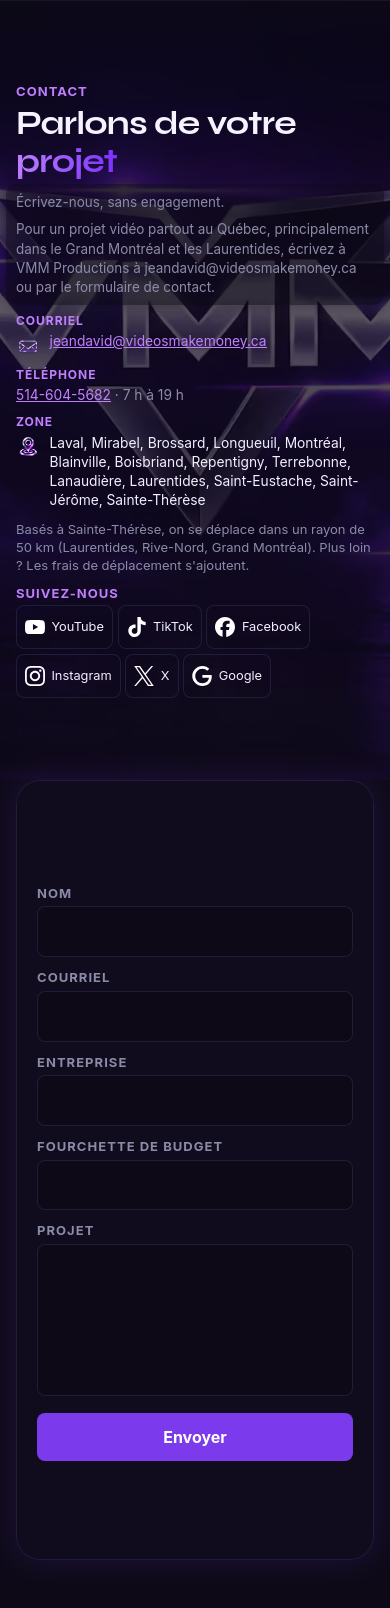 CONTACT
Parlons de votre
projet
Écrivez-nous, sans engagement.
Pour un projet vidéo partout au Québec, principalement
dans le Grand Montréal et les Laurentides, écrivez à
VMM Productions à jeandavid@videosmakemoney.ca
ou par le formulaire de contact.
COURRIEL
jeandavid@videosmakemoney.ca
TÉLÉPHONE
514-604-5682 · 7 h à 19 h
ZONE
Laval, Mirabel, Brossard, Longueuil, Montréal,
Blainville, Boisbriand, Repentigny, Terrebonne,
Lanaudière, Laurentides, Saint-Eustache, Saint-
Jérôme, Sainte-Thérèse
Basés à Sainte-Thérèse, on se déplace dans un rayon de
50 km (Laurentides, Rive-Nord, Grand Montréal). Plus loin
? Les frais de déplacement s'ajoutent.
SUIVEZ-NOUS
YouTube TikTok Facebook
Instagram X Google
NOM
COURRIEL
ENTREPRISE
FOURCHETTE DE BUDGET
PROJET
Envoyer